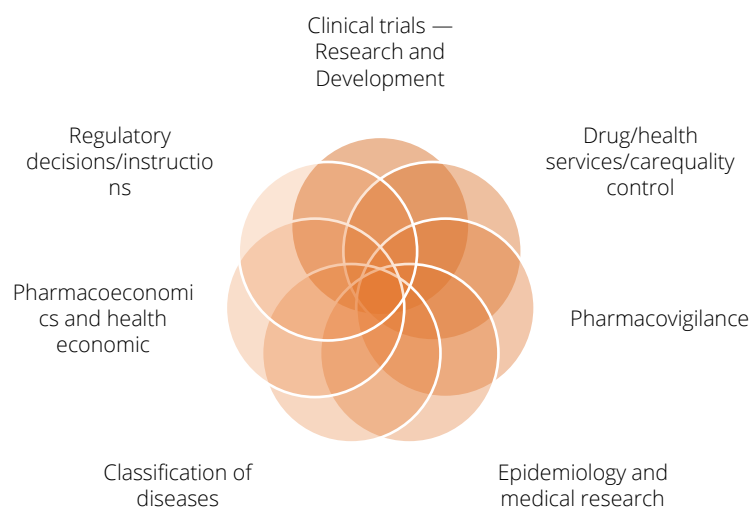 Clinical trials —
Research and
Development
Regulatory
decisions/instructio
ns
Drug/health
services/carequality
control
Pharmacoeconomi
cs and health
economic
Pharmacovigilance
Classification of
diseases
Epidemiology and
medical research